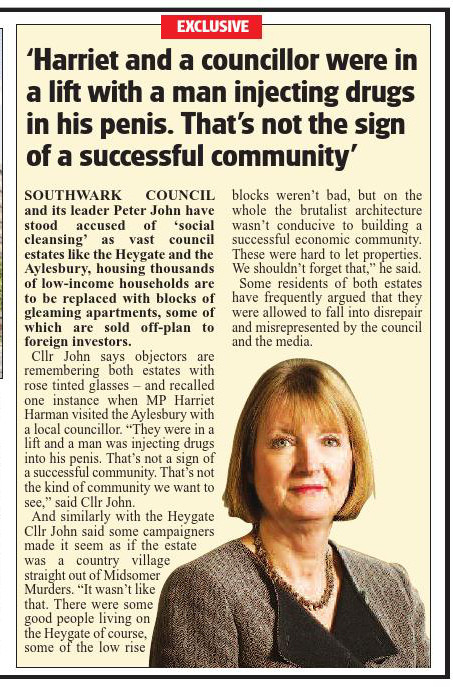 EXCLUSIVE
‘Harriet and a councillor were in
a lift with a man injecting drugs
in his penis. That’s not the sign
of a successful community’
SOUTHWARK COUNCIL
and its leader Peter John have
stood accused of ‘social
cleansing’ as vast council
estates like the Heygate and the
Aylesbury, housing thousands
of low-income households are
to be replaced with blocks of
gleaming apartments, some of
which are sold off-plan to
foreign investors.
Cllr John says objectors are
remembering both estates with
rose tinted glasses – and recalled
one instance when MP Harriet
Harman visited the Aylesbury with
a local councillor. “They were in a
lift and a man was injecting drugs
into his penis. That’s not a sign of
a successful community. That’s not
the kind of community we want to
see,” said Cllr John.
And similarly with the Heygate
Cllr John said some campaigners
made it seem as if the estate
was a country village
straight out of Midsomer
Murders. “It wasn’t like
that. There were some
good people living on
the Heygate of course,
some of the low rise
blocks weren’t bad, but on the
whole the brutalist architecture
wasn’t conducive to building a
successful economic community.
These were hard to let properties.
We shouldn’t forget that,” he said.
Some residents of both estates
have frequently argued that they
were allowed to fall into disrepair
and misrepresented by the council
and the media.